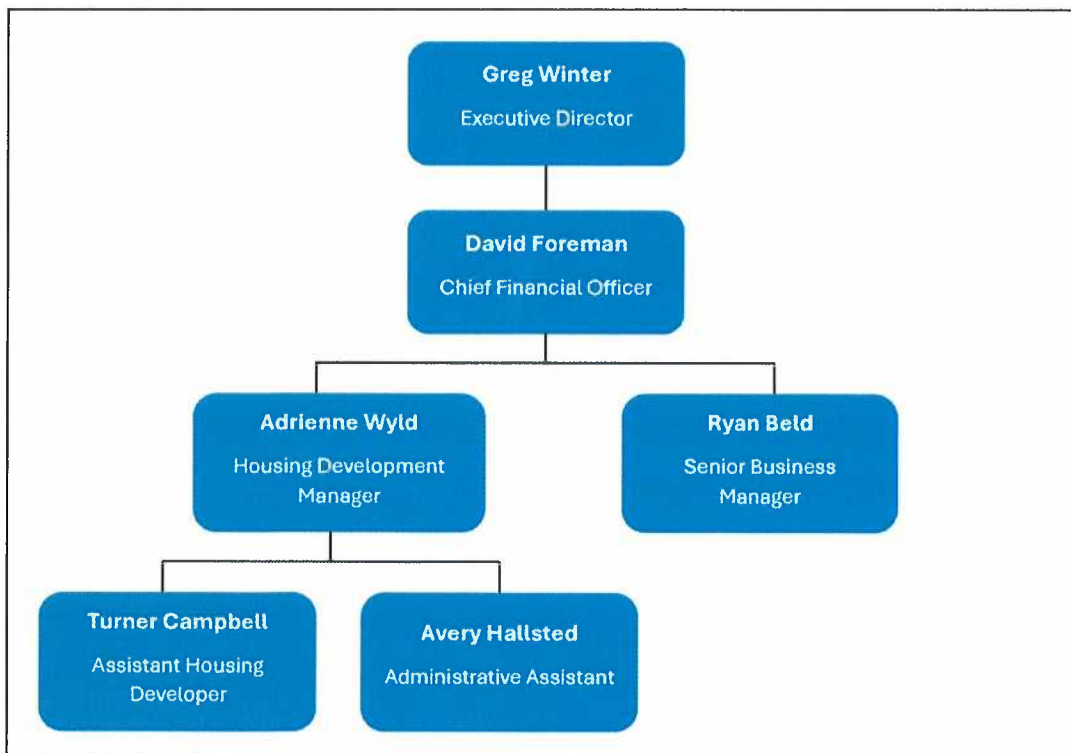 Greg Winter
Executive Director
David Foreman
Chief Financial Officer
Adrienne Wyld
Housing Development
Manager
Ryan Beld
Senior Business
Manager
Turner Campbell
Assistant Housing
Developer
Avery Hallsted
Administrative Assistant